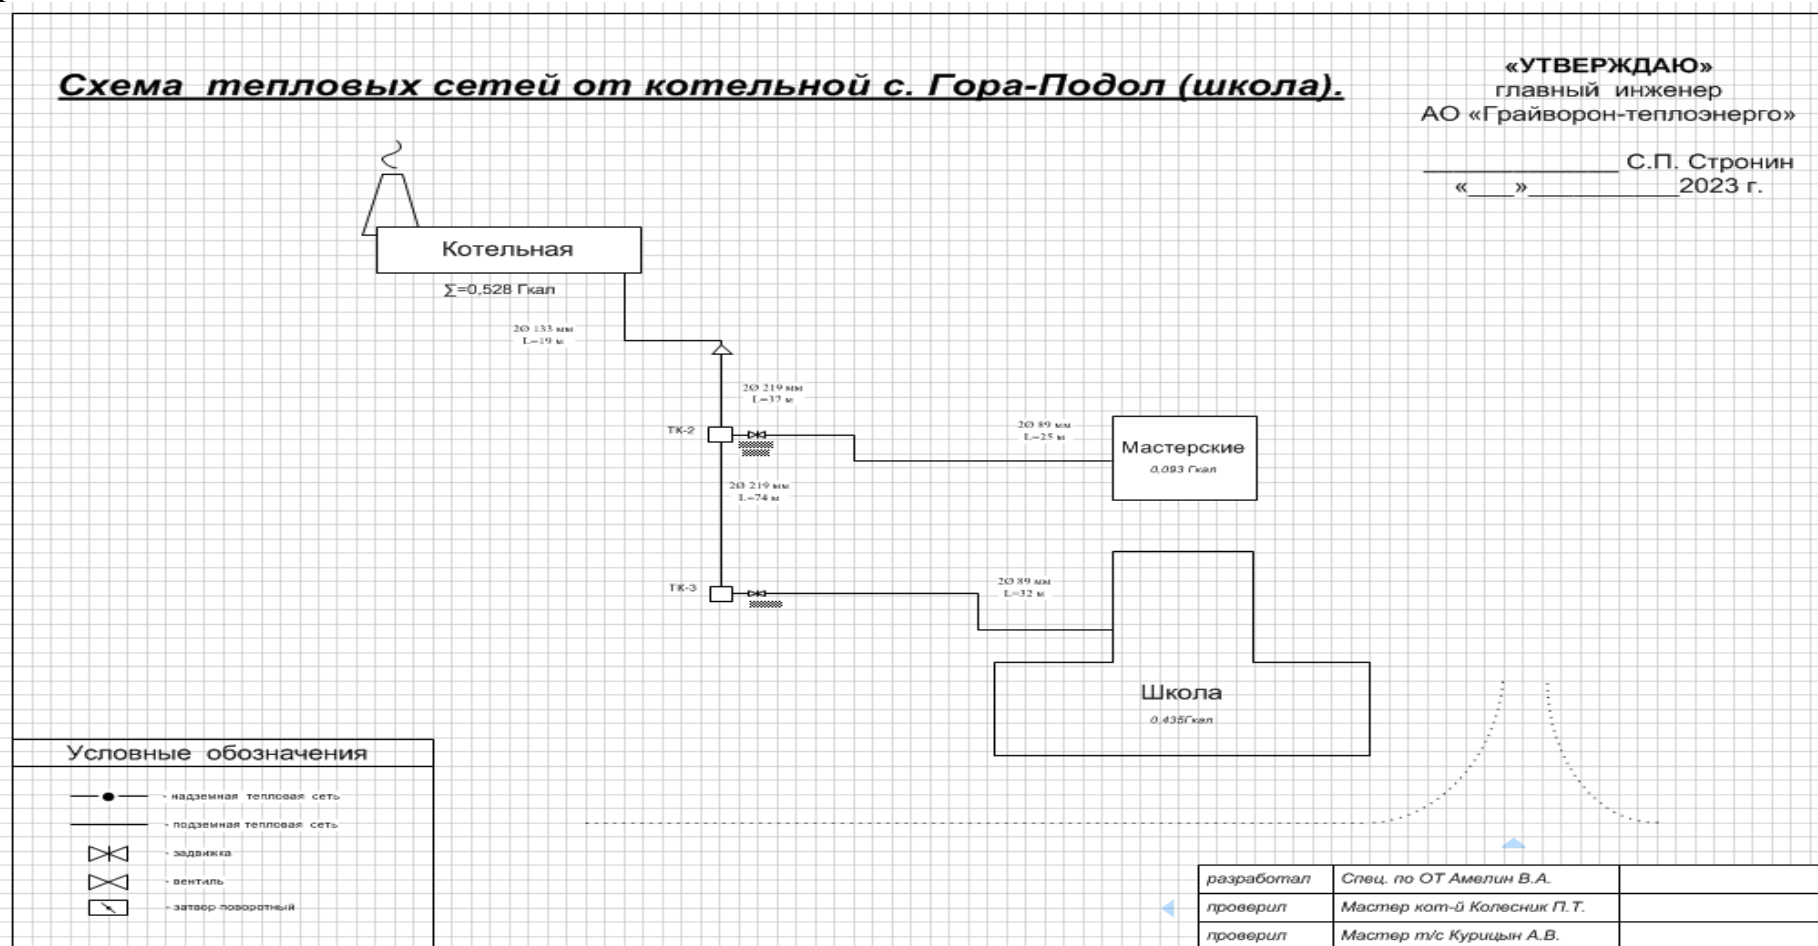 Схема тепловых сетей от котельной с. Гора-Подол (школа).
«УТВЕРЖДАЮ»
главный инженер
АО «Грайворон-теплоэнерго»
________________ С.П. Стронин
«____»_____________2023 г.
Котельная
∑=0,528 Гкал
2Ø 133 мм
L=19 м
2Ø 219 мм
L=37 м
ТК-2
2Ø 89 мм
L=25 м
Мастерские
0,093 Гкал
2Ø 219 мм
L=74 м
ТК-3
2Ø 89 мм
L=32 м
Школа
0,435Гкал
Условные обозначения
- надземная тепловая сеть
- подземная тепловая сеть
- задвижка
- вентиль
- затвор поворотный
разработал Спец. по ОТ Амелин В.А.
проверил Мастер кот-й Колесник П.Т.
проверил Мастер т/с Курицын А.В.